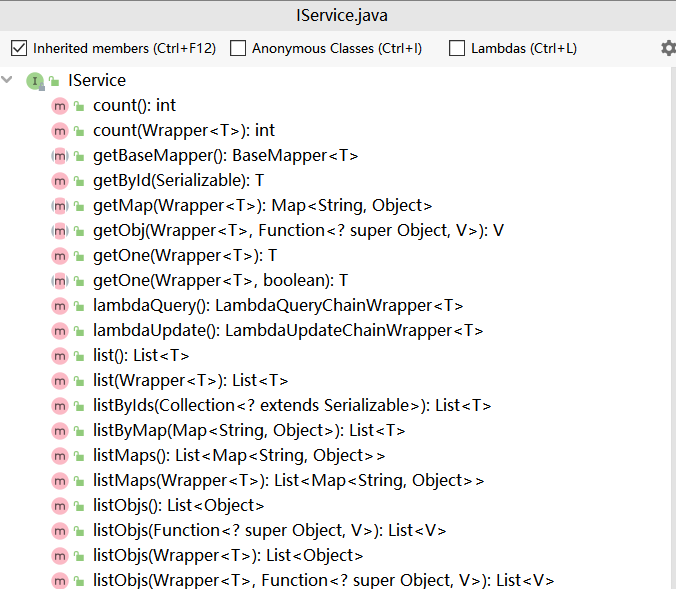 IService.java
Inherited members (Ctrl+F12) Anonymous Classes (Ctrl+I) Lambdas (Ctrl+L)
I IService
m count(): int
m count(Wrapper<T>): int
m getBaseMapper(): BaseMapper<T>
m getById(Serializable): T
m getMap(Wrapper<T>): Map<String, Object>
m getObj(Wrapper<T>, Function<? super Object, V>): V
m getOne(Wrapper<T>): T
m getOne(Wrapper<T>, boolean): T
m lambdaQuery(): LambdaQueryChainWrapper<T>
m lambdaUpdate(): LambdaUpdateChainWrapper<T>
m list(): List<T>
m list(Wrapper<T>): List<T>
m listByIds(Collection<? extends Serializable>): List<T>
m listByMap(Map<String, Object>): List<T>
m listMaps(): List<Map<String, Object>>
m listMaps(Wrapper<T>): List<Map<String, Object>>
m listObjs(): List<Object>
m listObjs(Function<? super Object, V>): List<V>
m listObjs(Wrapper<T>): List<Object>
m listObjs(Wrapper<T>, Function<? super Object, V>): List<V>